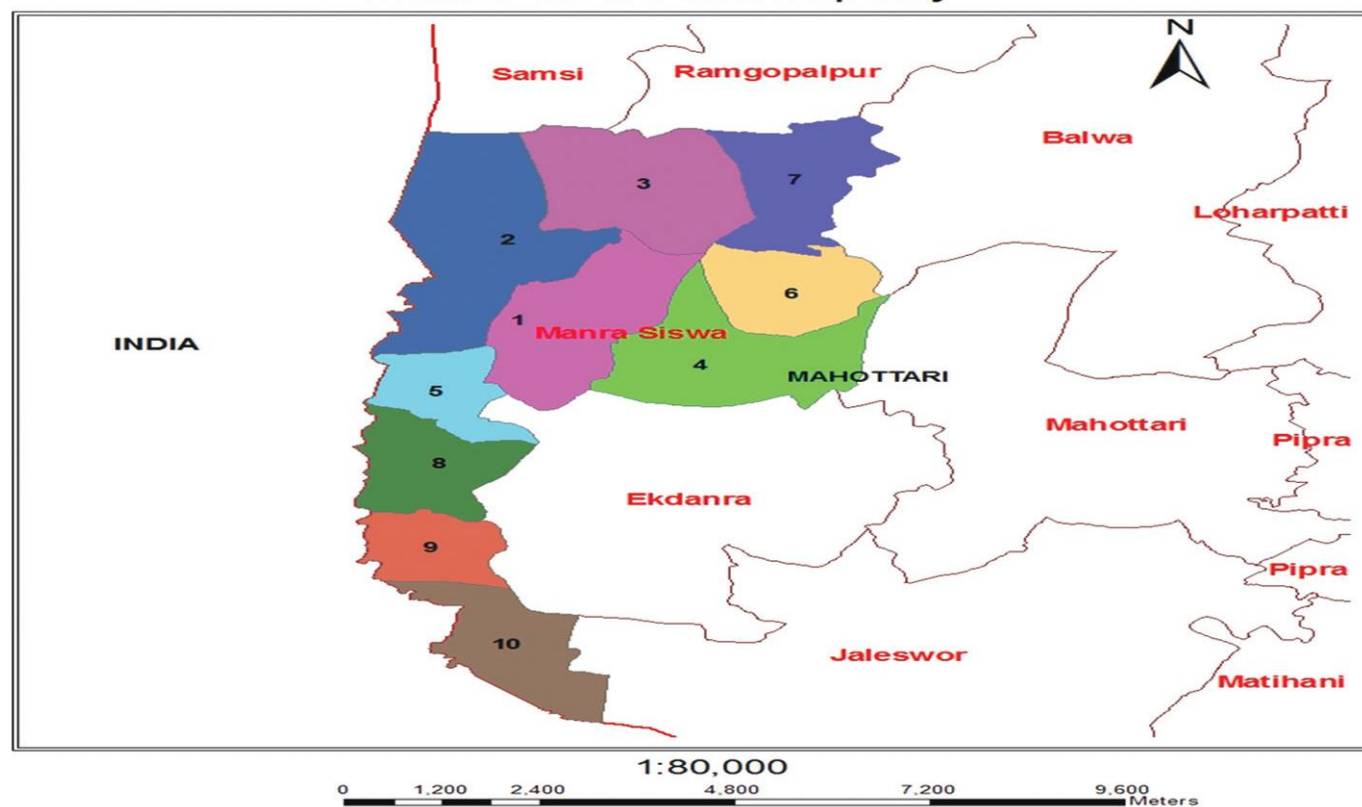 N
Samsi
Ramgopalpur
Balwa
3
7
Loharpatti
2
6
1
Manra Siswa
INDIA
4
MAHOTTARI
5
Mahottari
Pipra
8
Ekdanra
9
Pipra
10
Jaleswor
Matihani
1:80,000
0 1,200 2,400 4,800 7,200 9,600
Meters